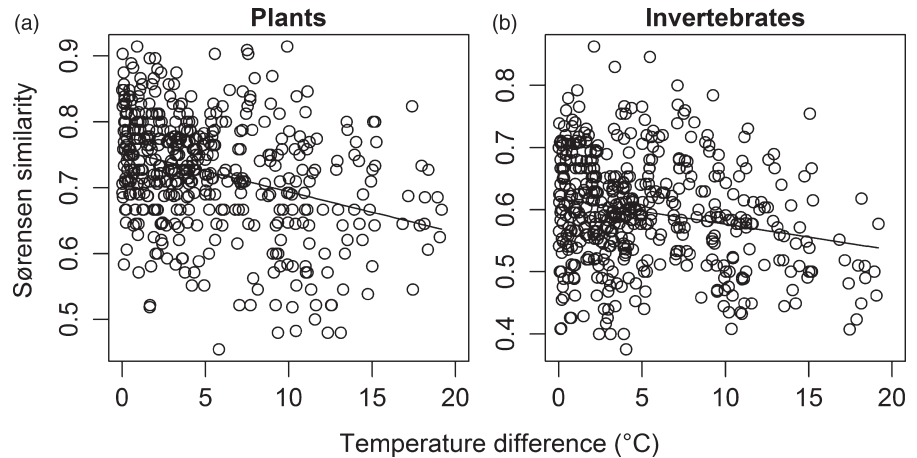 (a) Plants
(b) Invertebrates
Sørensen similarity
0.9
0.8
0.7
0.6
0.5
0 5 10 15 20
0.8
0.7
0.6
0.5
0.4
0 5 10 15 20
Temperature difference (°C)